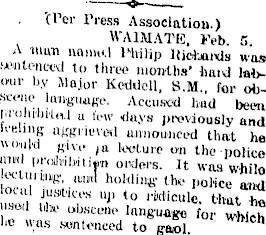 (Per Press Association.)
WAIMATE, Feb. 5.
A man named Philip Richards was
sentenced to three months' hard lab-
our by Major Keddell, S.M., for ob-
scene language. Accused had been
prohibited a few days previously and
feeling aggrieved announced that he
would give a lecture on the police
and prohibition orders. It was while
lecturing, and holding the police and
local justices up to ridicule, that he
used the obscene language for which
he was sentenced to gaol.